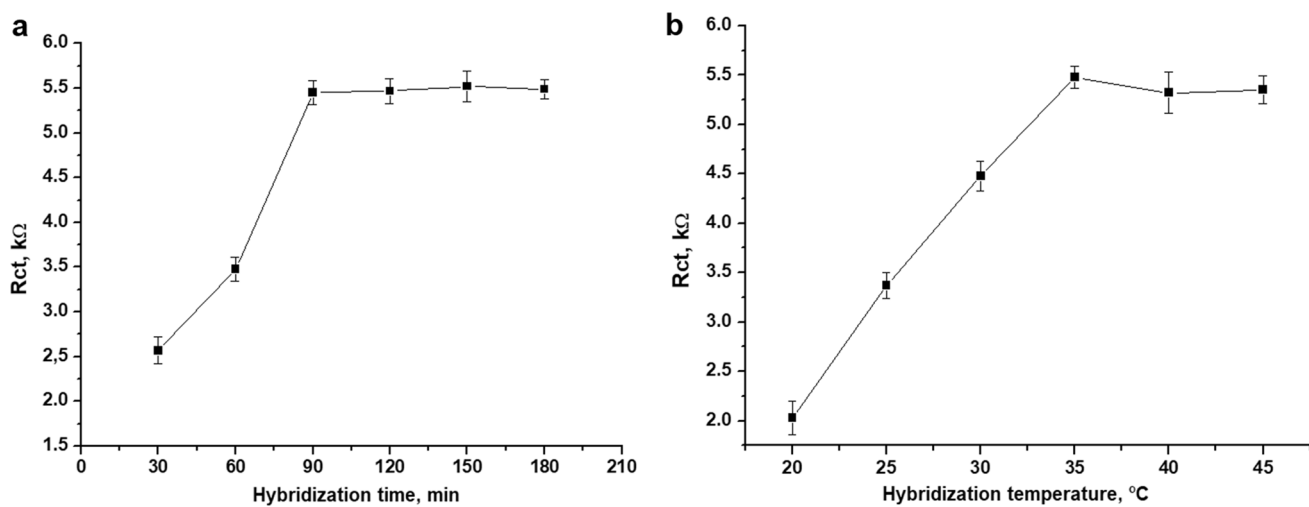 a
6.0
5.5
5.0
4.5
4.0
3.5
3.0
2,5
2.0
1.5
Rct, kΩ
0 30 60 90 120 150 180 210
Hybridization time, min
b
6.0
5.5
5.0
4.5
4.0
3.5
3.0
2.5
2.0
Rct, kΩ
20 25 30 35 40 45
Hybridization temperature, ºC